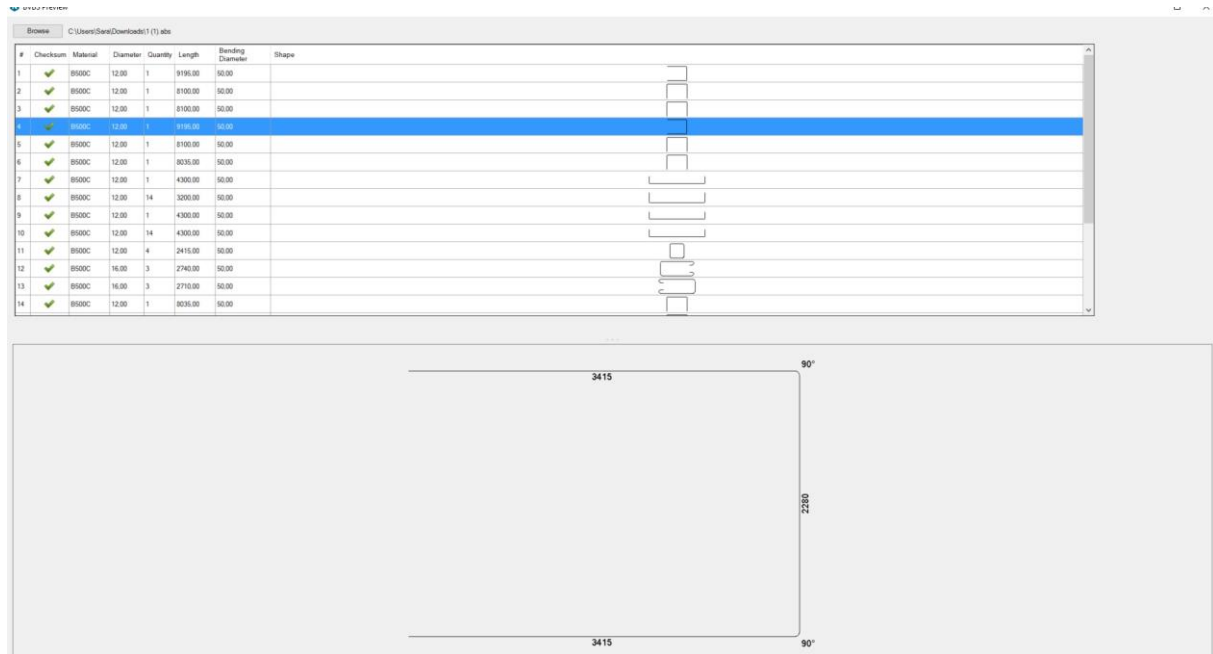 BVBS Preview
Browse C:\Users\Sara\Downloads\1 (1).abs
# Checksum Material Diameter Quantity Length Bending Diameter Shape
1 B500C 12,00 1 9195,00 50,00
2 B500C 12,00 1 8100,00 50,00
3 B500C 12,00 1 8100,00 50,00
4 B500C 12,00 1 9195,00 50,00
5 B500C 12,00 1 8100,00 50,00
6 B500C 12,00 1 8035,00 50,00
7 B500C 12,00 1 4300,00 50,00
8 B500C 12,00 14 3200,00 50,00
9 B500C 12,00 1 4300,00 50,00
10 B500C 12,00 14 4300,00 50,00
11 B500C 12,00 4 2415,00 50,00
12 B500C 16,00 3 2740,00 50,00
13 B500C 16,00 3 2710,00 50,00
14 B500C 12,00 1 8035,00 50,00
90°
3415
2280
3415 90°